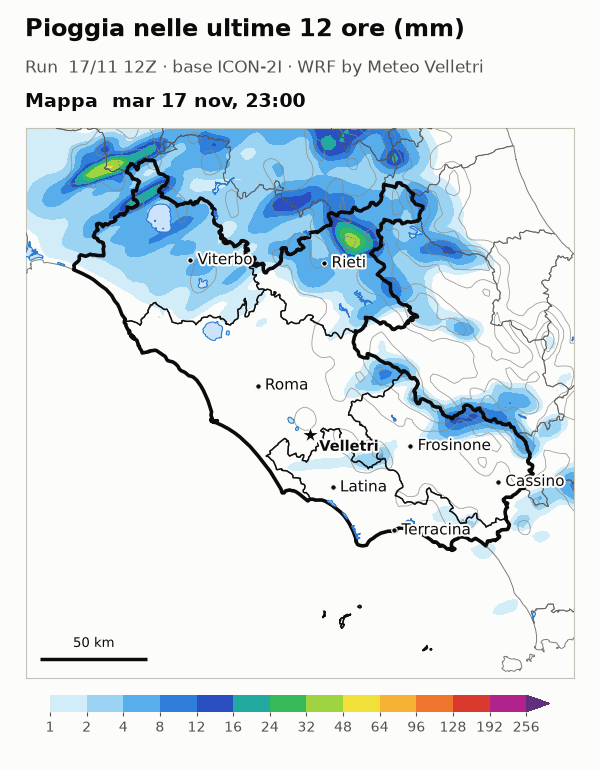 Pioggia nelle ultime 12 ore (mm)
Run  17/11 12Z · base ICON-2I · WRF by Meteo Velletri
Mappa  mar 17 nov, 23:00
Viterbo
Rieti
Roma
Velletri
Frosinone
Cassino
Latina
Terracina
50 km
1 2 4 8 12 16 24 32 48 64 96 128 192 256